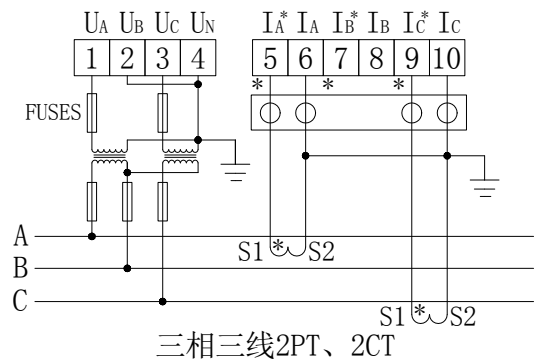 UA UB UC UN IA* IA IB* IB IC* IC
1 2 3 4 5 6 7 8 9 10
* * *
FUSES
A
S1 * S2
B
C
S1 * S2
三相三线2PT、2CT